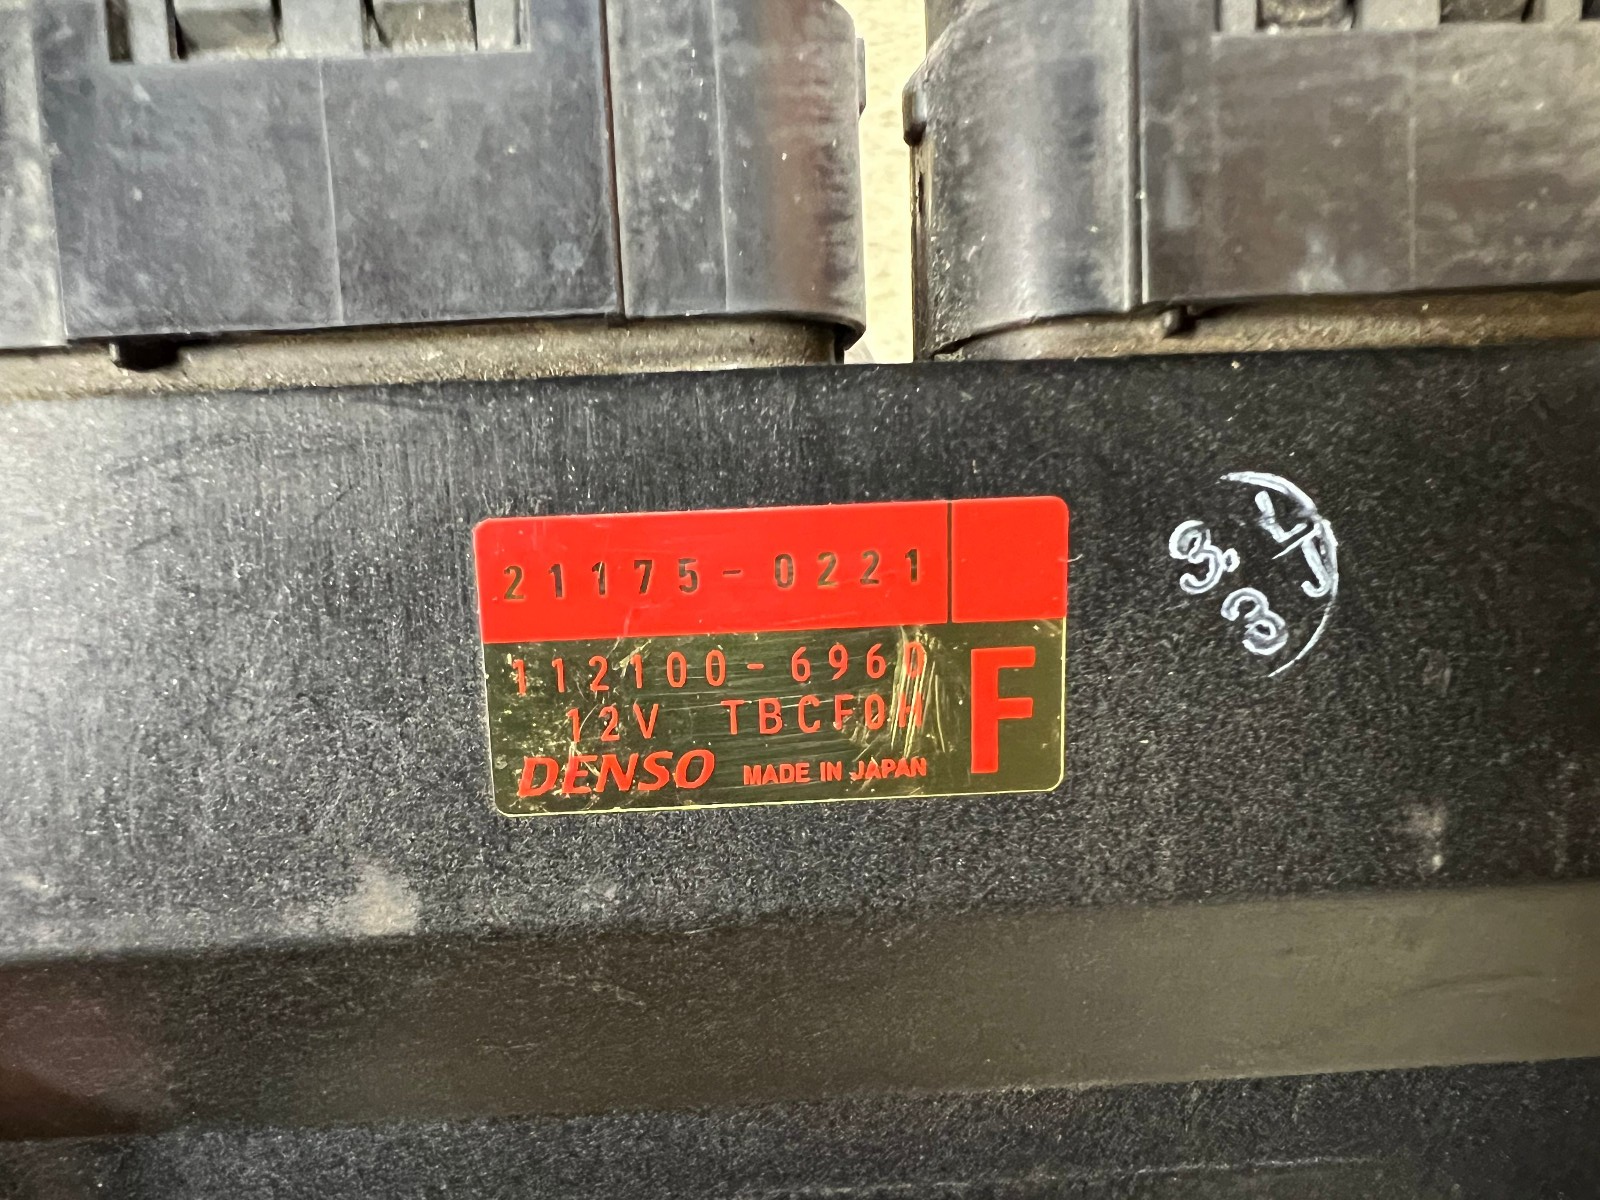 21175-0221
112100-6960
12V TBCF0H
F
DENSO MADE IN JAPAN